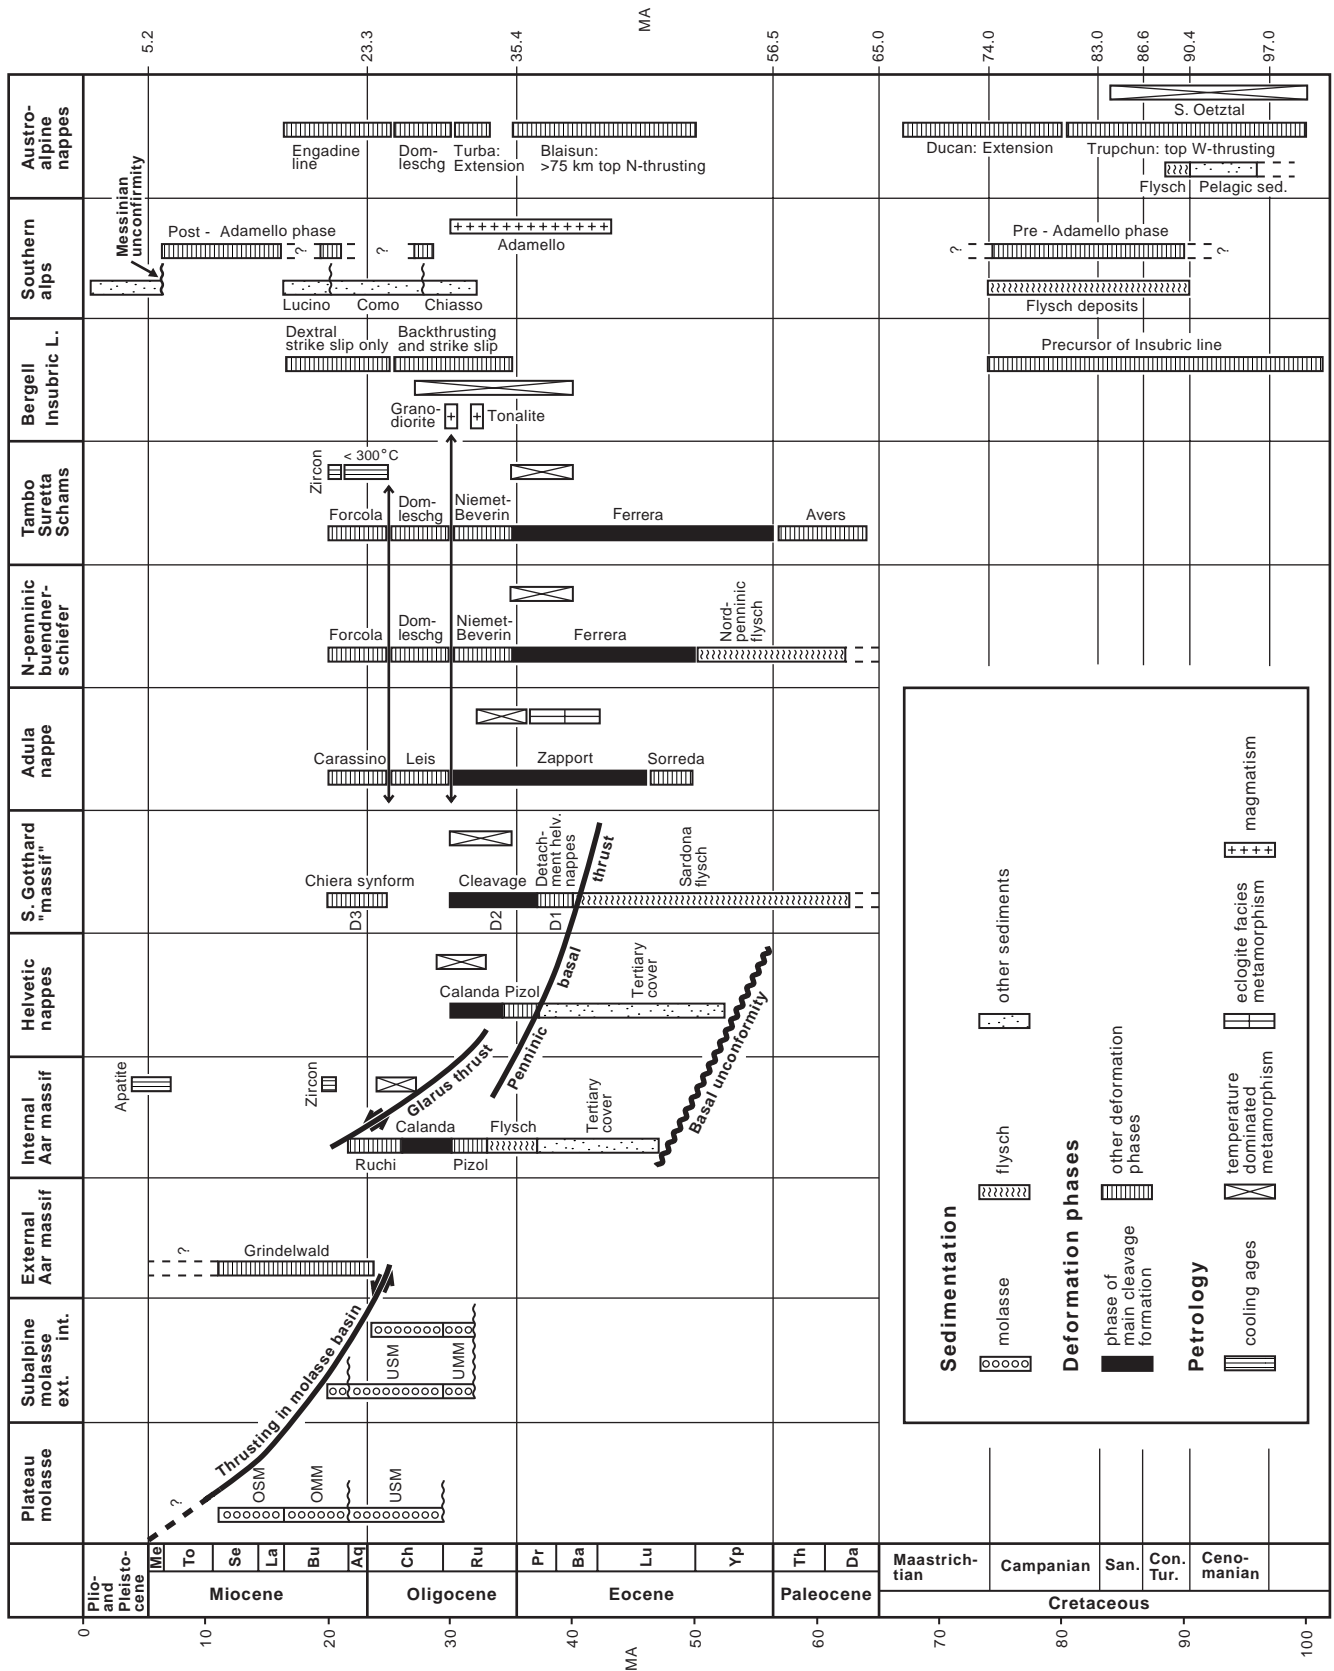 MA
5.2
23.3
35.4
56.5
65.0
74.0
83.0
86.6
90.4
97.0
Austro-
alpine
nappes
Engadine
line
Dom-
leschg
Turba:
Extension
Blaisun:
>75 km top N-thrusting
Ducan: Extension
S. Oetztal
Trupchun: top W-thrusting
Flysch
Pelagic sed.
Southern
alps
Messinian
unconfirmity
Post - Adamello phase
?
?
Lucino
Como
Chiasso
Adamello
?
Pre - Adamello phase
?
Flysch deposits
Bergell
Insubric L.
Dextral
strike slip only
Backthrusting
and strike slip
Grano-
diorite
Tonalite
Precursor of Insubric line
Tambo
Suretta
Schams
Zircon
< 300°C
Forcola
Dom-
leschg
Niemet-
Beverin
Ferrera
Avers
N-penninic
buendner-
schiefer
Forcola
Dom-
leschg
Niemet-
Beverin
Ferrera
Nord-
penninic
flysch
Adula
nappe
Carassino
Leis
Zapport
Sorreda
S. Gotthard
"massif"
Chiera synform
D3
Cleavage
D2
Detach-
ment helv.
nappes
D1
thrust
Sardona
flysch
Helvetic
nappes
Calanda
Pizol
basal
Tertiary
cover
Internal
Aar massif
Apatite
Zircon
Glarus thrust
Penninic
Basal unconformity
Calanda
Flysch
Tertiary
cover
Ruchi
Pizol
External
Aar massif
?
Grindelwald
Subalpine
molasse
ext.
int.
Thrusting in molasse basin
USM
UMM
Plateau
molasse
?
OSM
OMM
USM
Sedimentation
molasse
flysch
other sediments
Deformation phases
phase of
main cleavage
formation
other deformation
phases
Petrology
cooling ages
temperature
dominated
metamorphism
eclogite facies
metamorphism
magmatism
Me
To
Se
La
Bu
Aq
Ch
Ru
Pr
Ba
Lu
Yp
Th
Da
Maastrich-
tian
Campanian
San.
Con.
Tur.
Ceno-
manian
Plio-
and
Pleisto-
cene
Miocene
Oligocene
Eocene
Paleocene
Cretaceous
0
10
20
30
40
50
60
70
80
90
100
MA